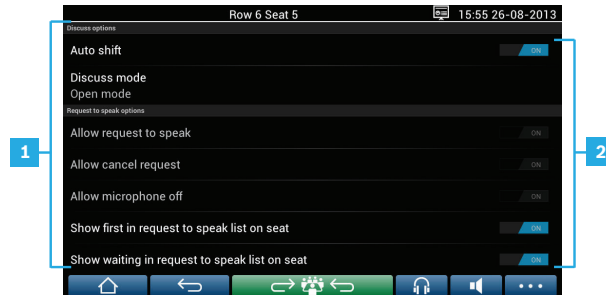 Row 6 Seat 5 15:55 26-08-2013
Discuss options
Auto shift ON
Discuss mode
Open mode
Request to speak options
Allow request to speak ON
Allow cancel request ON
Allow microphone off ON
Show first in request to speak list on seat ON
Show waiting in request to speak list on seat ON
1
2